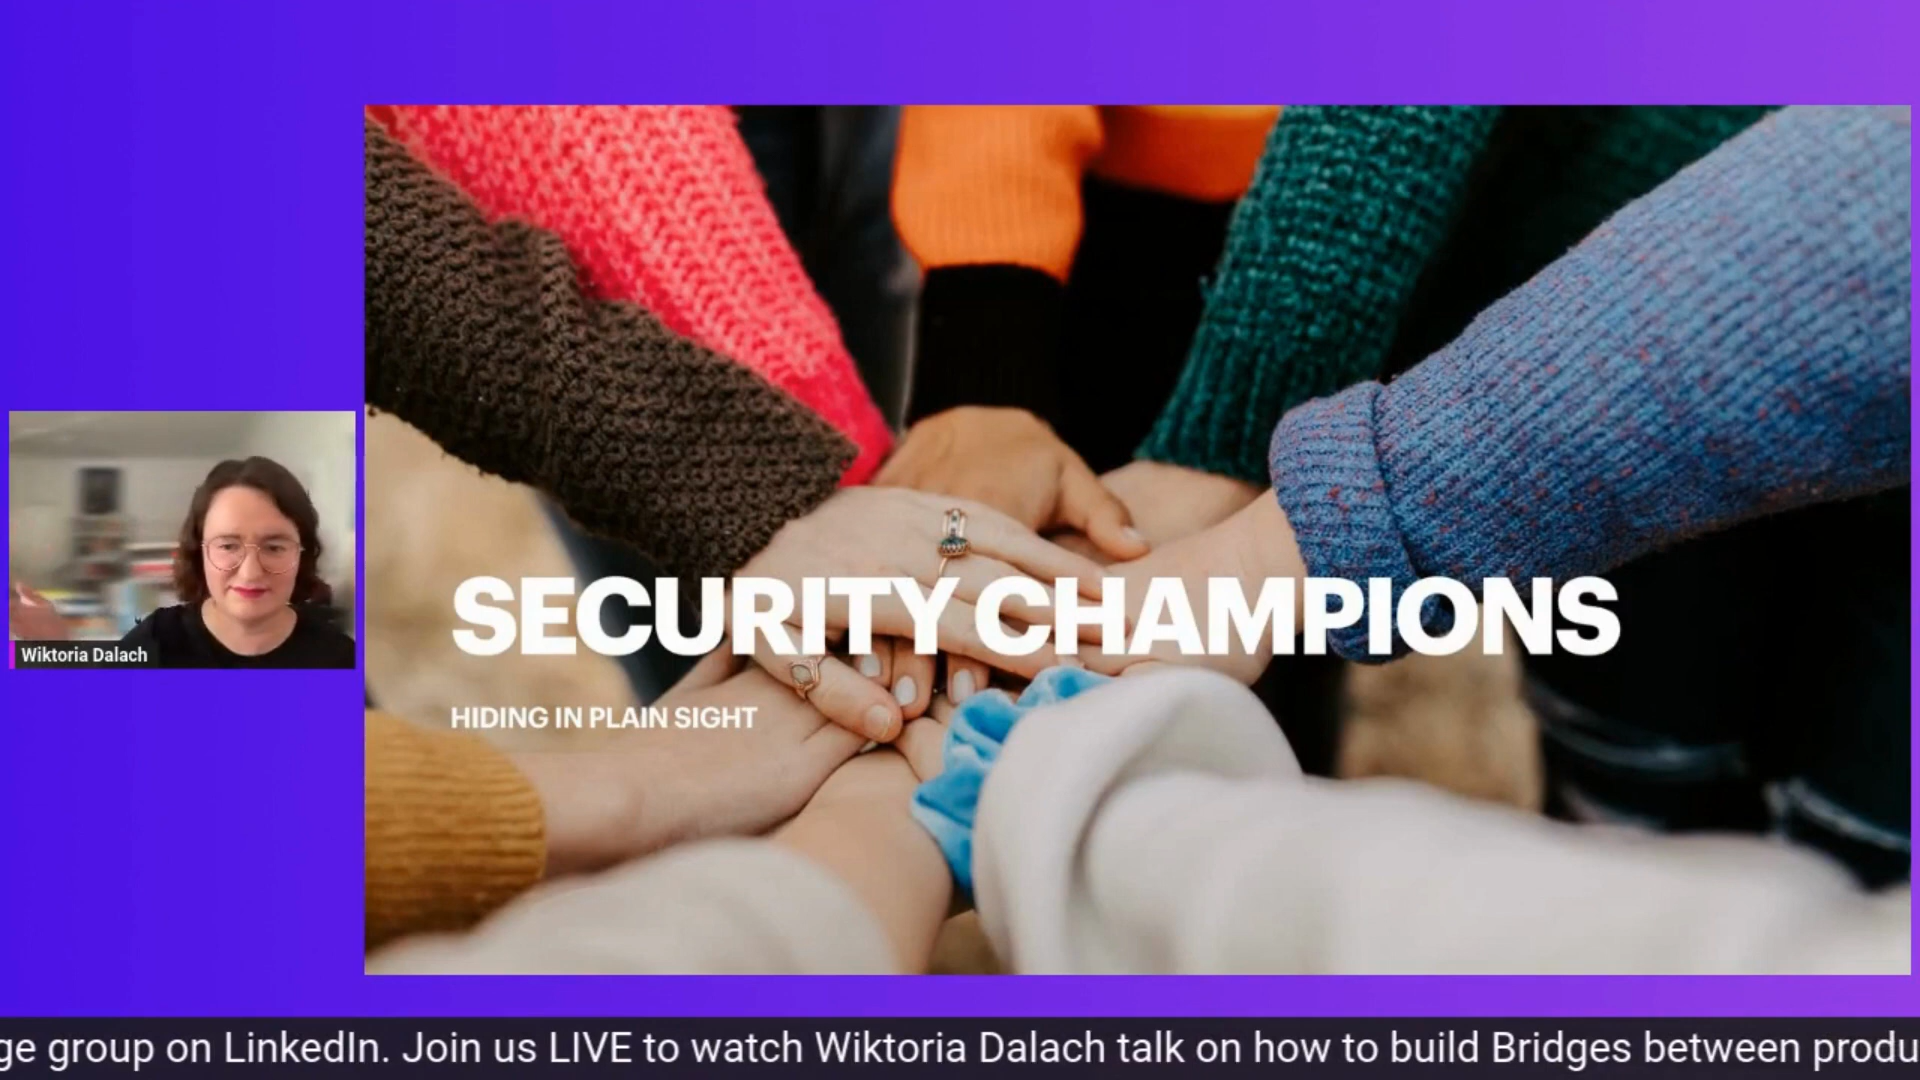 SECURITY CHAMPIONS
HIDING IN PLAIN SIGHT
Wiktoria Dalach
ge group on LinkedIn. Join us LIVE to watch Wiktoria Dalach talk on how to build Bridges between produ